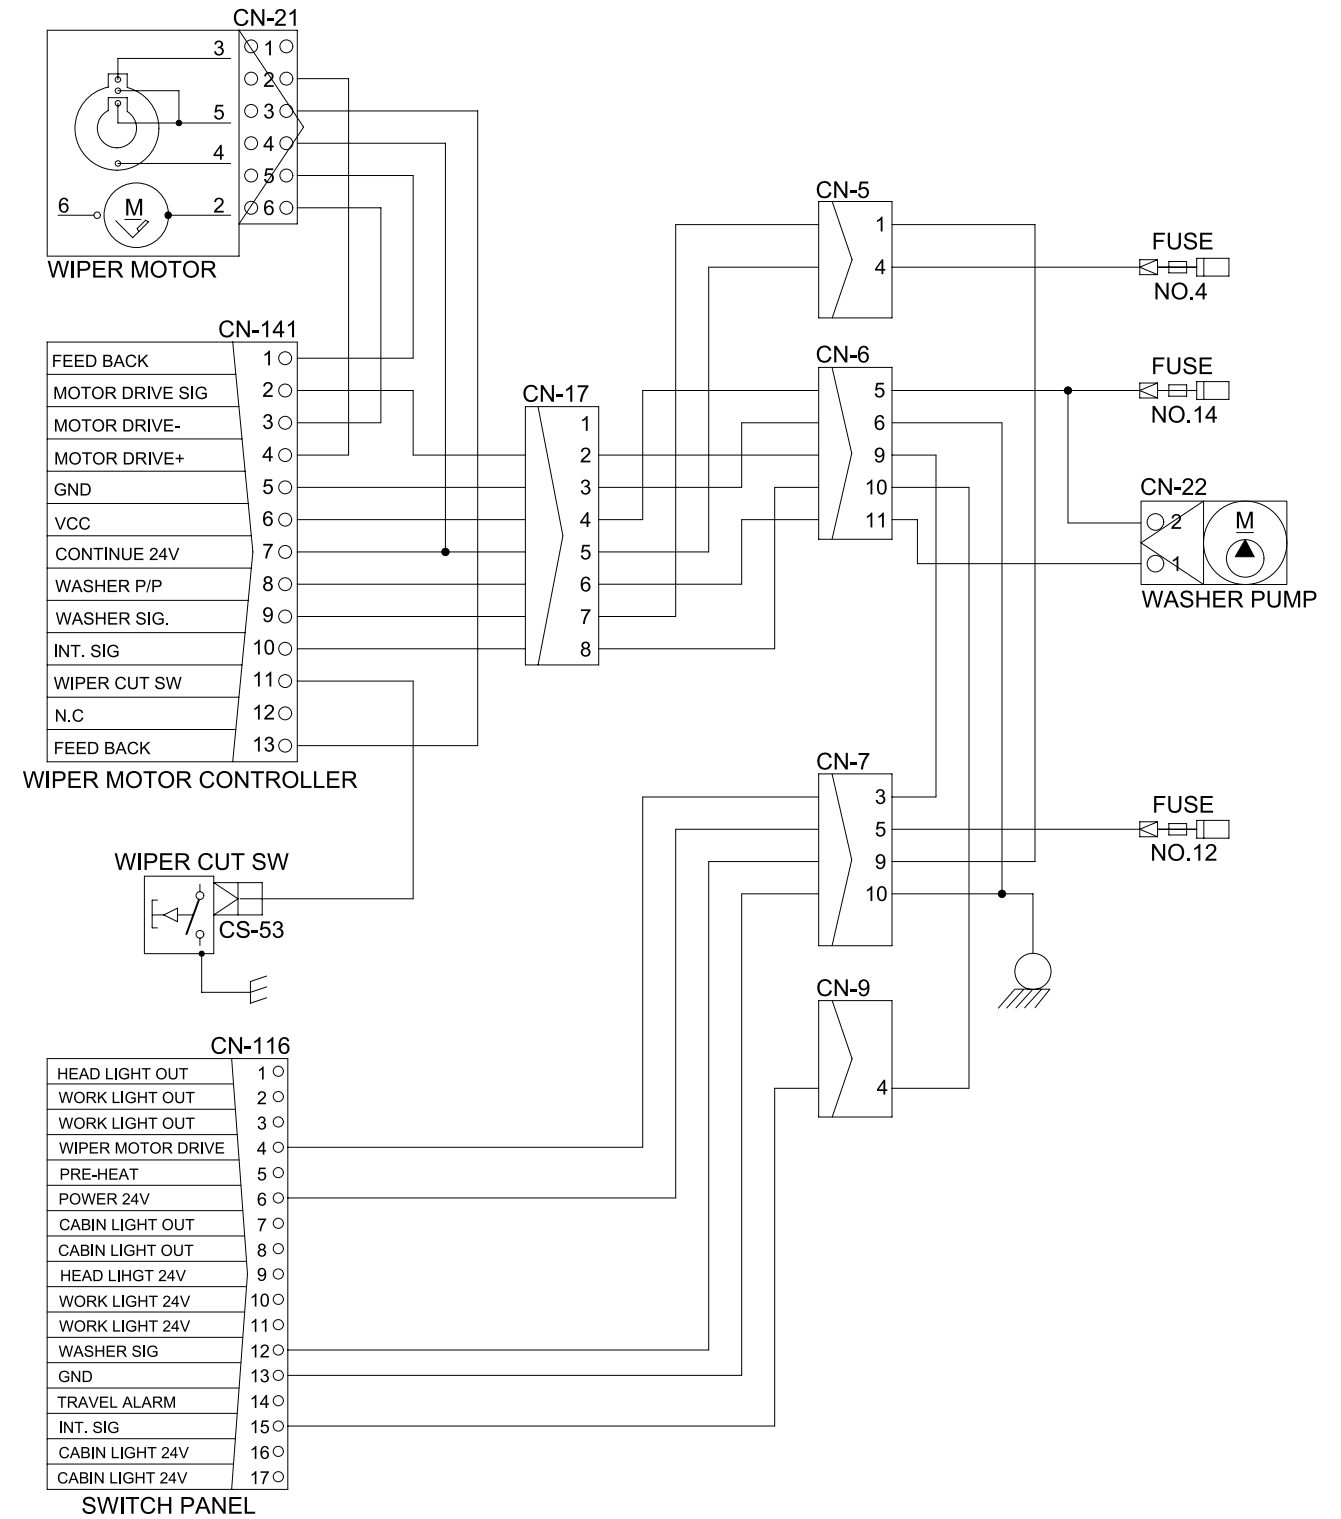 CN-21
3 1
2
5 3
4 4
5
6 M 2 6
WIPER MOTOR
CN-141
FEED BACK 1
MOTOR DRIVE SIG 2
MOTOR DRIVE- 3
MOTOR DRIVE+ 4
GND 5
VCC 6
CONTINUE 24V 7
WASHER P/P 8
WASHER SIG. 9
INT. SIG 10
WIPER CUT SW 11
N.C 12
FEED BACK 13
WIPER MOTOR CONTROLLER
WIPER CUT SW
CS-53
CN-116
HEAD LIGHT OUT 1
WORK LIGHT OUT 2
WORK LIGHT OUT 3
WIPER MOTOR DRIVE 4
PRE-HEAT 5
POWER 24V 6
CABIN LIGHT OUT 7
CABIN LIGHT OUT 8
HEAD LIHGT 24V 9
WORK LIGHT 24V 10
WORK LIGHT 24V 11
WASHER SIG 12
GND 13
TRAVEL ALARM 14
INT. SIG 15
CABIN LIGHT 24V 16
CABIN LIGHT 24V 17
SWITCH PANEL
CN-17
1
2
3
4
5
6
7
8
CN-5
1
4
CN-6
5
6
9
10
11
CN-7
3
5
9
10
CN-9
4
FUSE
NO.4
FUSE
NO.14
CN-22
2 M
1
WASHER PUMP
FUSE
NO.12